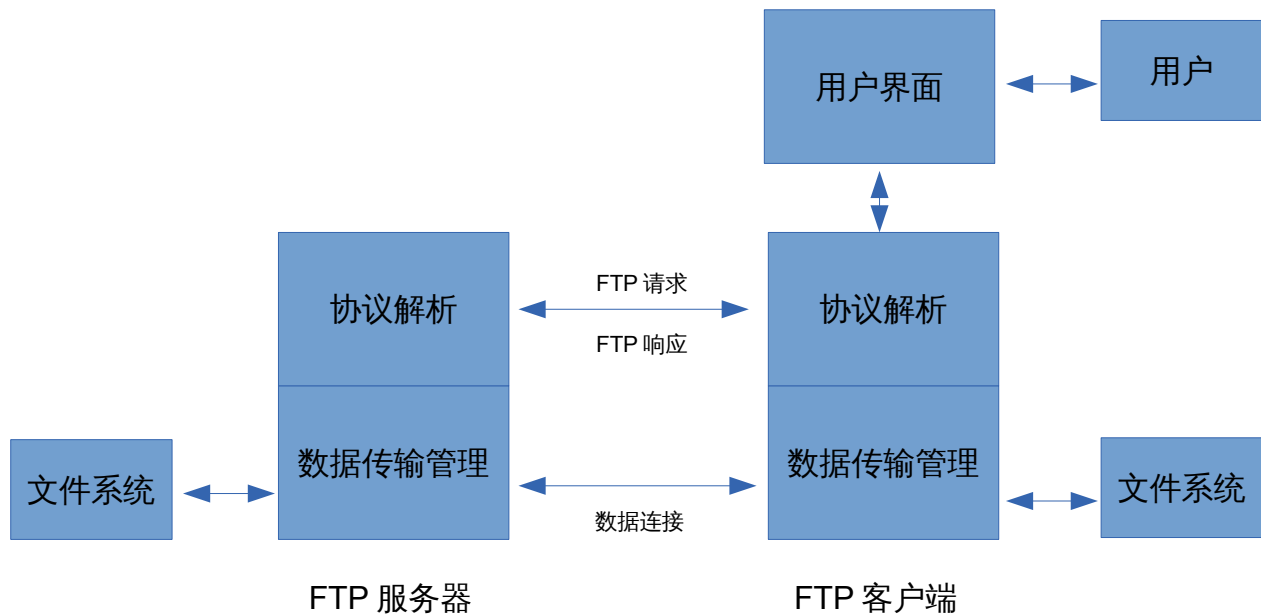 用户界面
用户
协议解析
FTP 请求
FTP 响应
协议解析
数据传输管理
数据连接
数据传输管理
文件系统
文件系统
FTP 服务器
FTP 客户端